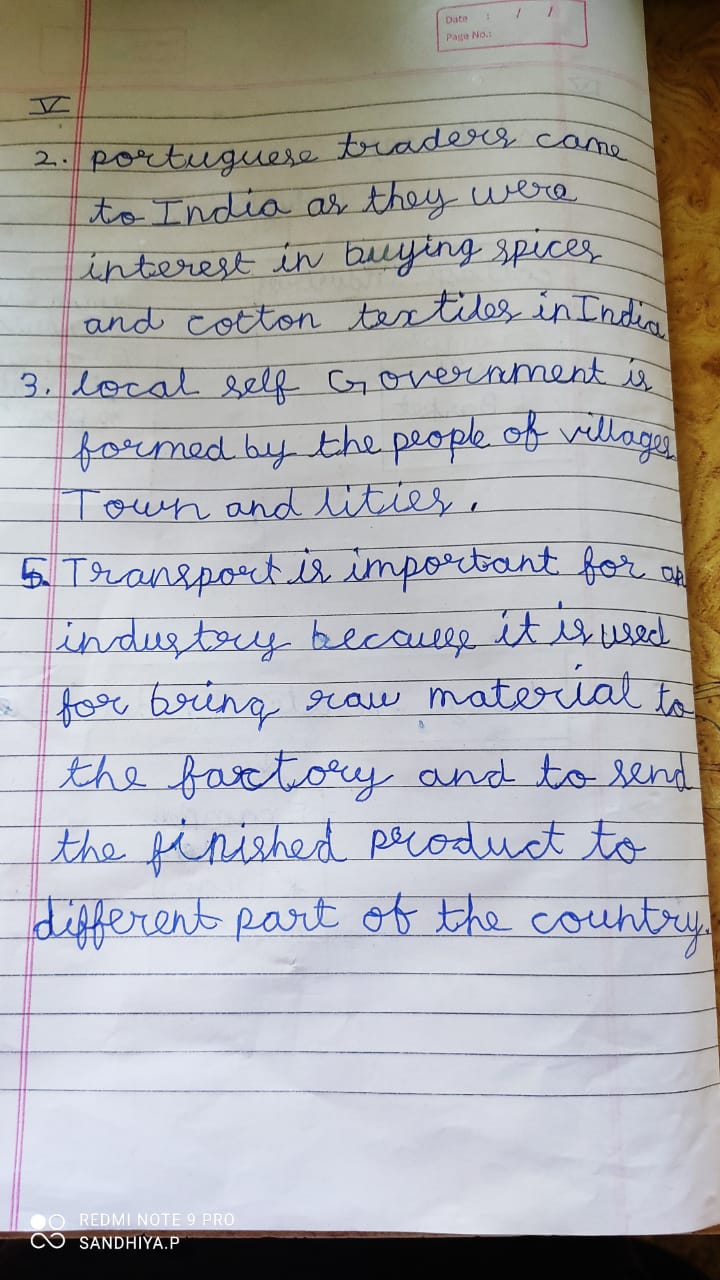 Date : / /
Page No.:
V
2. portuguese traders came
to India as they were
interest in buying spices
and cotton textiles in India
3. local self Government is
formed by the people of villages
Town and lities.
5. Transport is important for an
industry because it is used
for bring raw material to
the factory and to send
the finished product to
different part of the country.
REDMI NOTE 9 PRO
SANDHIYA.P